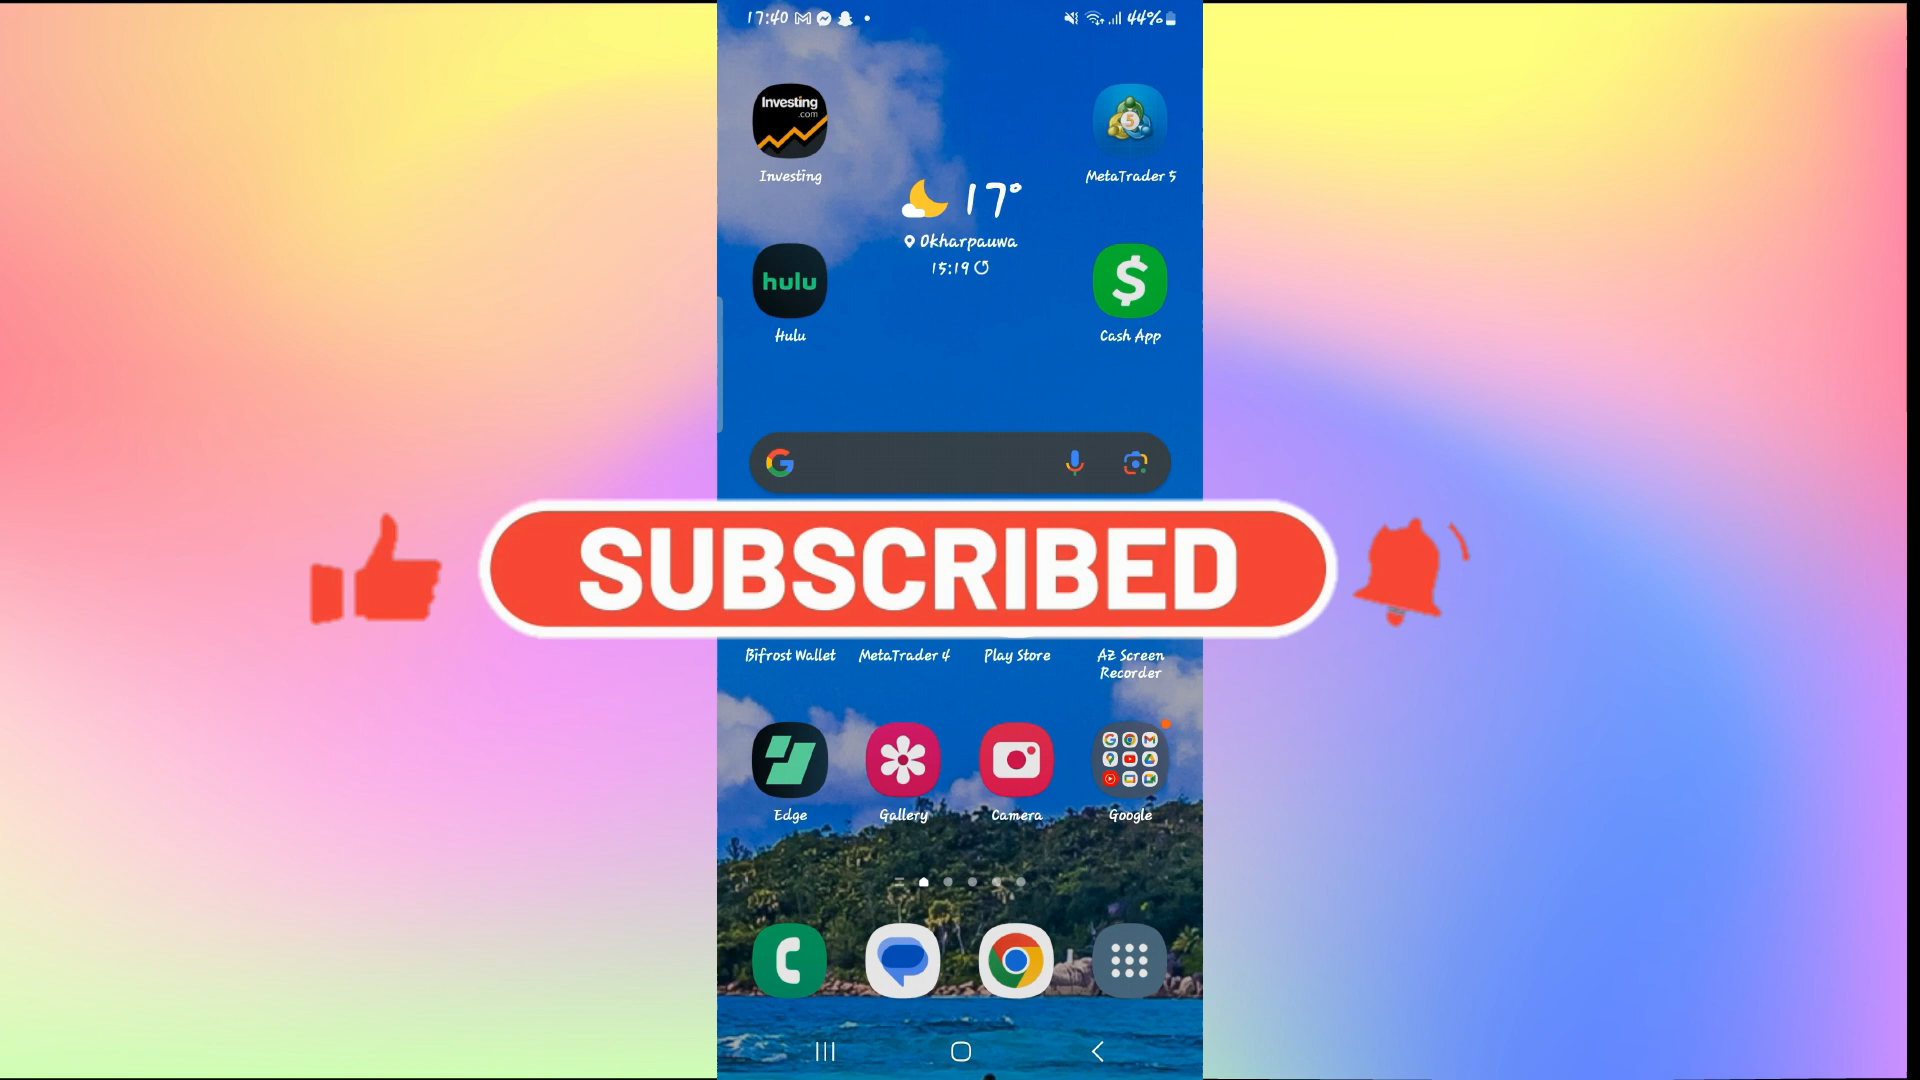 17:40
44%
Investing
.com
Investing
5
MetaTrader 5
17°
Okharpauwa
15:19
hulu
Hulu
$
Cash App
SUBSCRIBED
Bifrost Wallet
MetaTrader 4
Play Store
AZ Screen
Recorder
Edge
Gallery
Camera
Google